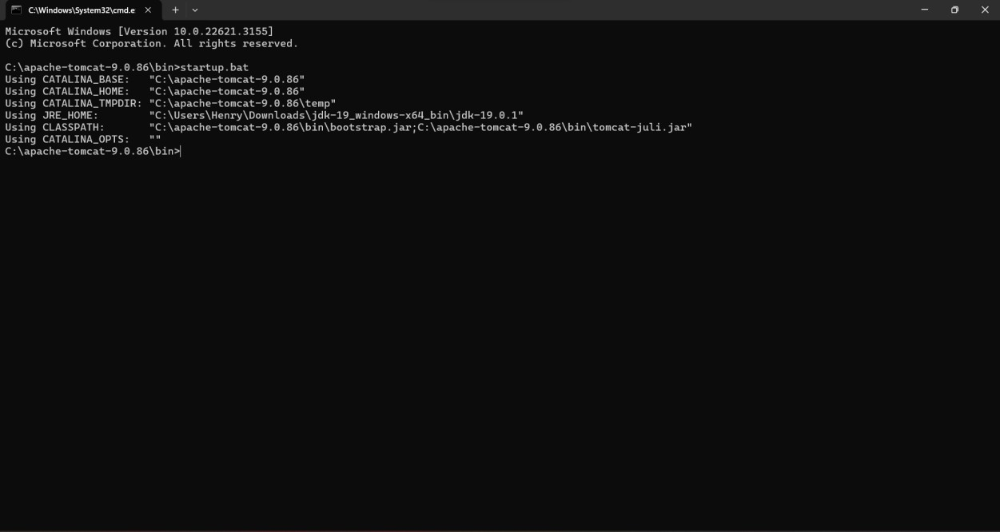 C:\Windows\System32\cmd.e
Microsoft Windows [Version 10.0.22621.3155]
(c) Microsoft Corporation. All rights reserved.
C:\apache-tomcat-9.0.86\bin>startup.bat
Using CATALINA_BASE:   "C:\apache-tomcat-9.0.86"
Using CATALINA_HOME:   "C:\apache-tomcat-9.0.86"
Using CATALINA_TMPDIR: "C:\apache-tomcat-9.0.86\temp"
Using JRE_HOME:        "C:\Users\Henry\Downloads\jdk-19_windows-x64_bin\jdk-19.0.1"
Using CLASSPATH:       "C:\apache-tomcat-9.0.86\bin\bootstrap.jar;C:\apache-tomcat-9.0.86\bin\tomcat-juli.jar"
Using CATALINA_OPTS:   ""
C:\apache-tomcat-9.0.86\bin>